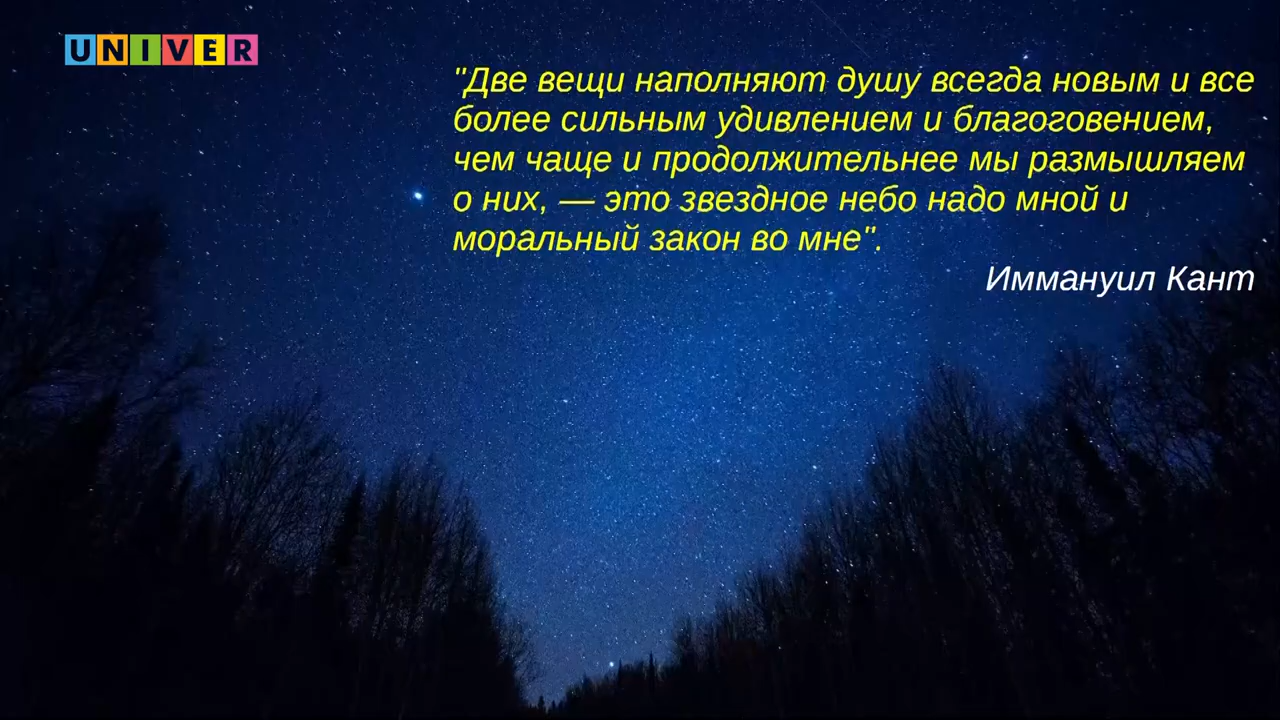 UNIVER
"Две вещи наполняют душу всегда новым и все
более сильным удивлением и благоговением,
чем чаще и продолжительнее мы размышляем
о них, — это звездное небо надо мной и
моральный закон во мне".
Иммануил Кант